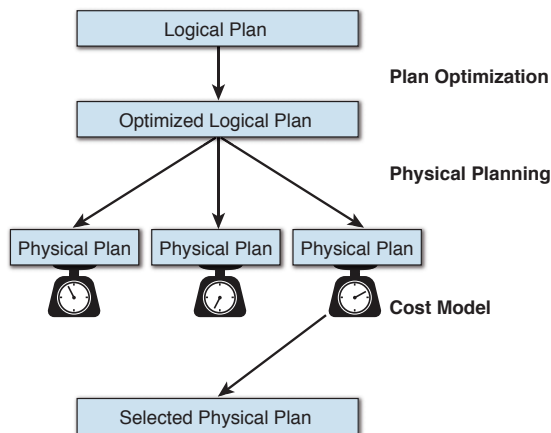 Logical Plan
Plan Optimization
Optimized Logical Plan
Physical Planning
Physical Plan
Physical Plan
Physical Plan
Cost Model
Selected Physical Plan